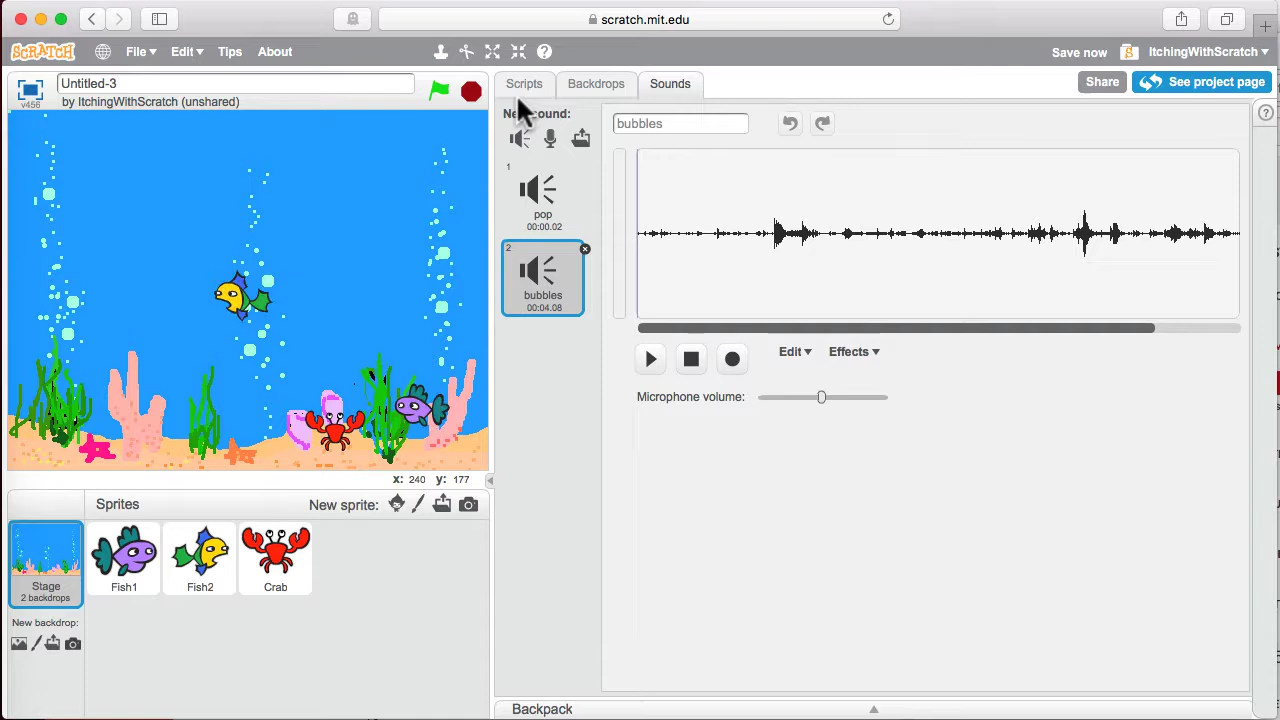 scratch.mit.edu
SCRATCH
File Edit Tips About
Save now
ItchingWithScratch
v456
Untitled-3
by ItchingWithScratch (unshared)
Scripts
Backdrops
Sounds
Share
See project page
New sound:
bubbles
1
pop
00:00.02
2
bubbles
00:04.08
Edit
Effects
Microphone volume:
x: 240 y: 177
Sprites
New sprite:
Stage
2 backdrops
Fish1
Fish2
Crab
New backdrop:
Backpack